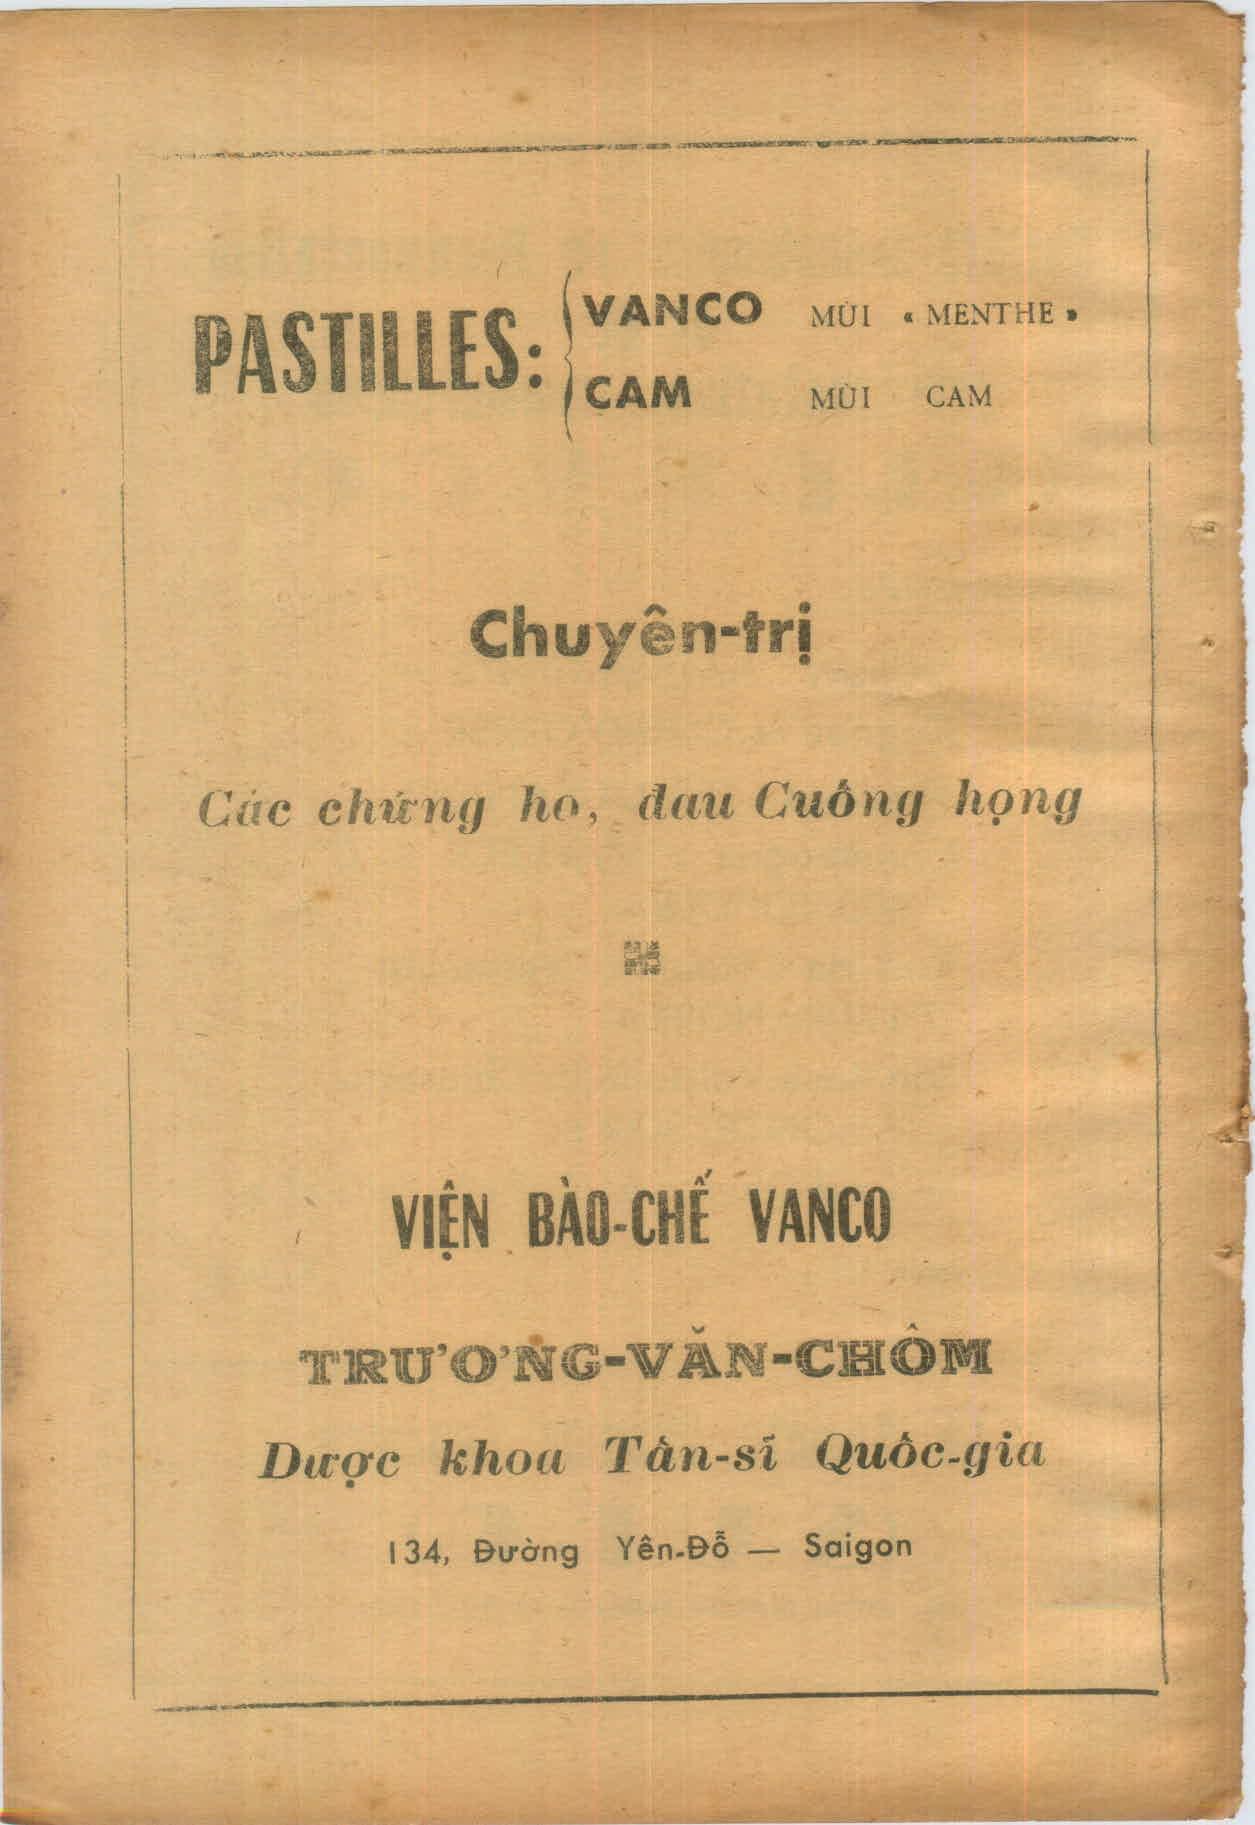 PASTILLES: VANCO MÙI « MENTHE »
CAM MÙI CAM
Chuyên-trị
Các chứng ho, đau Cuống họng
VIỆN BÀO-CHẾ VANCO
TRƯƠNG-VĂN-CHÔM
Dược khoa Tấn-sĩ Quốc-gia
134, Đường Yên-Đỗ — Saigon